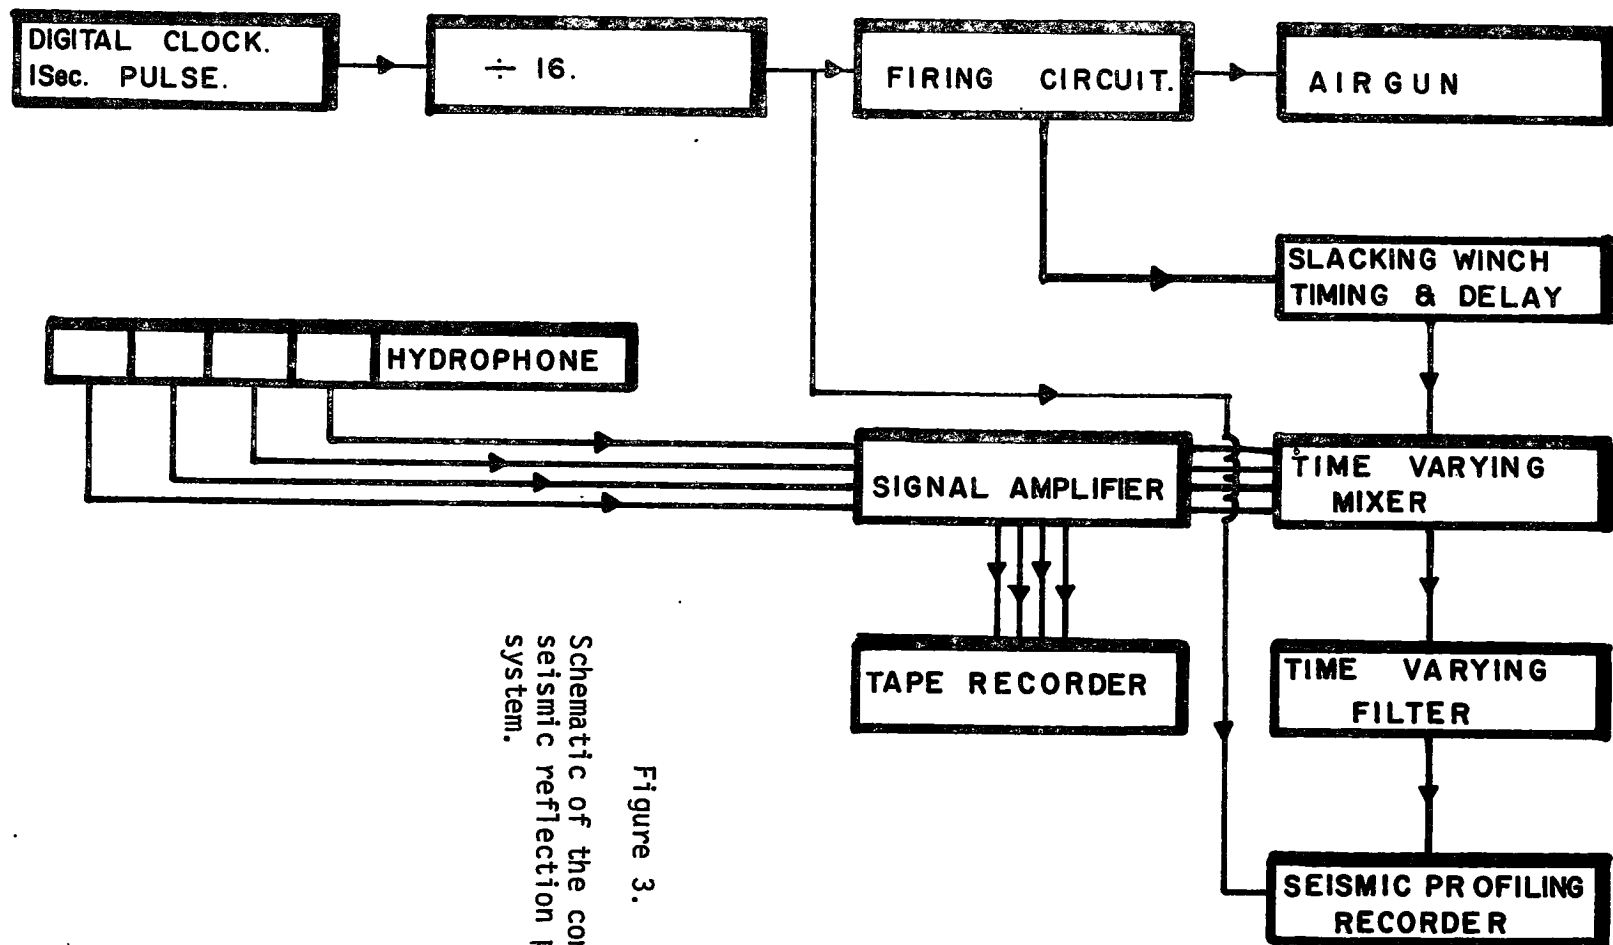 DIGITAL CLOCK.
1Sec. PULSE.
÷ 16.
FIRING CIRCUIT.
AIRGUN
SLACKING WINCH
TIMING & DELAY
HYDROPHONE
SIGNAL AMPLIFIER
TIME VARYING
MIXER
TAPE RECORDER
TIME VARYING
FILTER
SEISMIC PROFILING
RECORDER
Figure 3.
Schematic of the
seismic reflection
system.